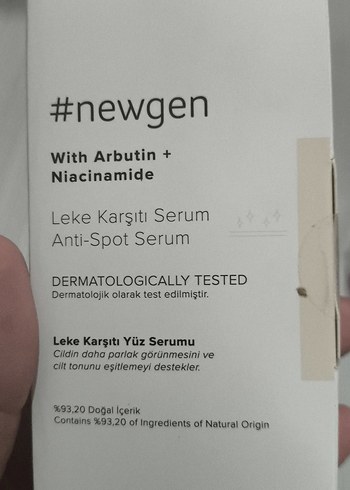 #newgen
With Arbutin +
Niacinamide
Leke Karşıtı Serum
Anti-Spot Serum
DERMATOLOGICALLY TESTED
Dermatolojik olarak test edilmiştir.
Leke Karşıtı Yüz Serumu
Cildin daha parlak görünmesini ve
cilt tonunu eşitlemeyi destekler.
%93,20 Doğal İçerik
Contains %93,20 of Ingredients of Natural Origin